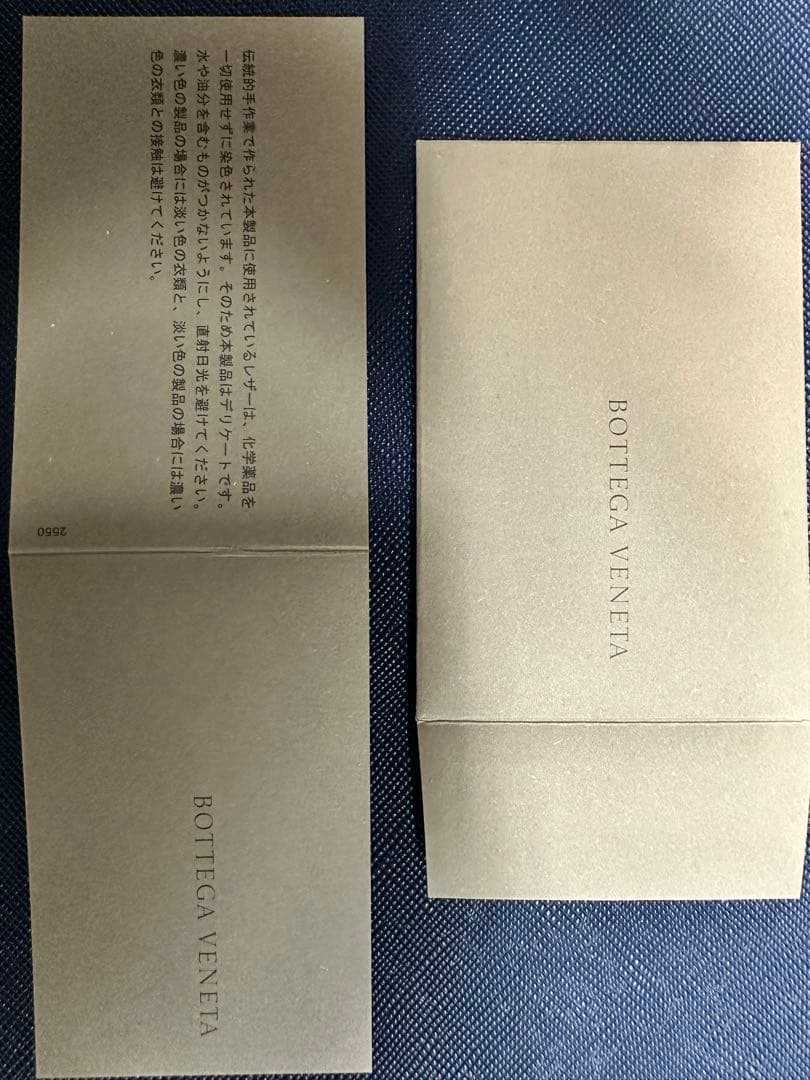 伝統的手作業で作られた本製品に使用されているレザーは、化学薬品を
一切使用せずに染色されています。そのため本製品はデリケートです。
水や油分を含むものがつかないようにし、直射日光を避けてください。
濃い色の製品の場合には淡い色の衣類と、淡い色の製品の場合には濃い
色の衣類との接触は避けてください。
2550
BOTTEGA VENETA
BOTTEGA VENETA